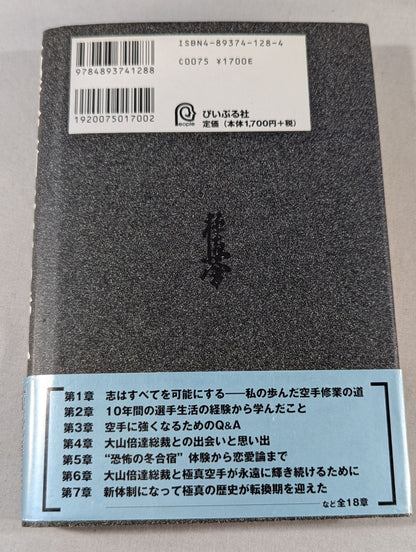 ISBN4-89374-128-4
C0075 ¥1700E
9784893741288
1920075017002
People
ぴいぷる社
定価(本体1,700円+税)
極真会
第1章 志はすべてを可能にする――私の歩んだ空手修業の道
第2章 10年間の選手生活の経験から学んだこと
第3章 空手に強くなるためのQ&A
第4章 大山倍達総裁との出会いと思い出
第5章 “恐怖の冬合宿”体験から恋愛論まで
第6章 大山倍達と極真空手が永遠に輝き続けるために
第7章 新体制になって極真の歴史が転換期を迎えた
など全18章